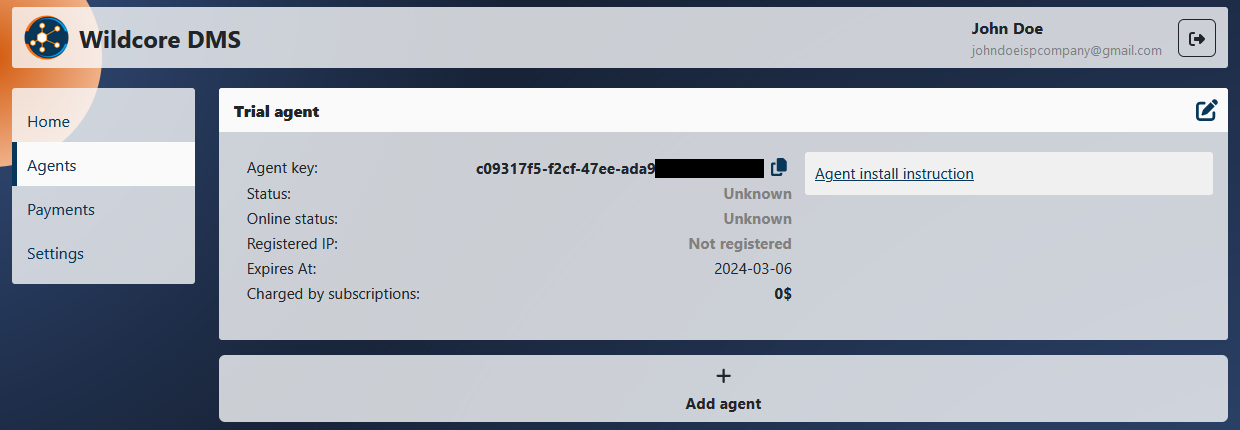 Wildcore DMS
John Doe
johndoeispcompany@gmail.com
Home
Agents
Payments
Settings
Trial agent
Agent key: c09317f5-f2cf-47ee-ada9
Status: Unknown
Online status: Unknown
Registered IP: Not registered
Expires At: 2024-03-06
Charged by subscriptions: 0$
Agent install instruction
+
Add agent